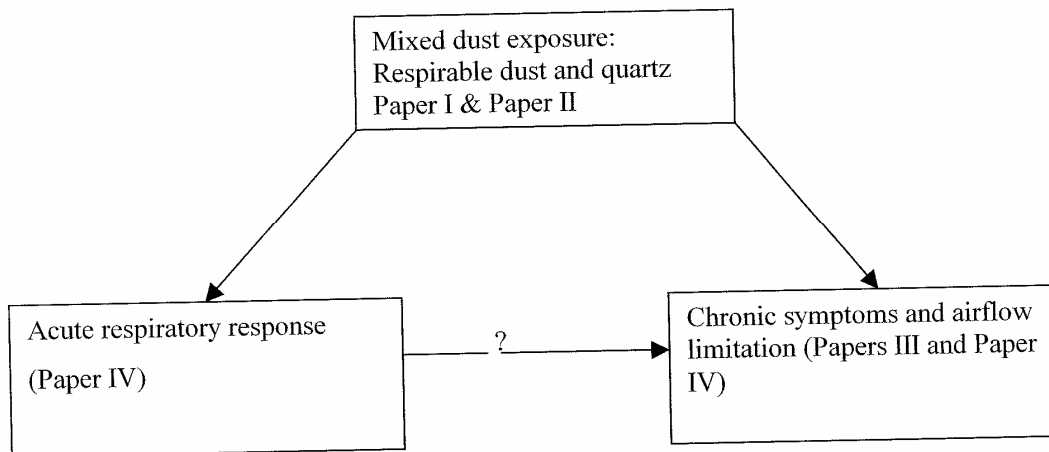 Mixed dust exposure:
Respirable dust and quartz
Paper I & Paper II
Acute respiratory response
(Paper IV)
?
Chronic symptoms and airflow
limitation (Papers III and Paper
IV)